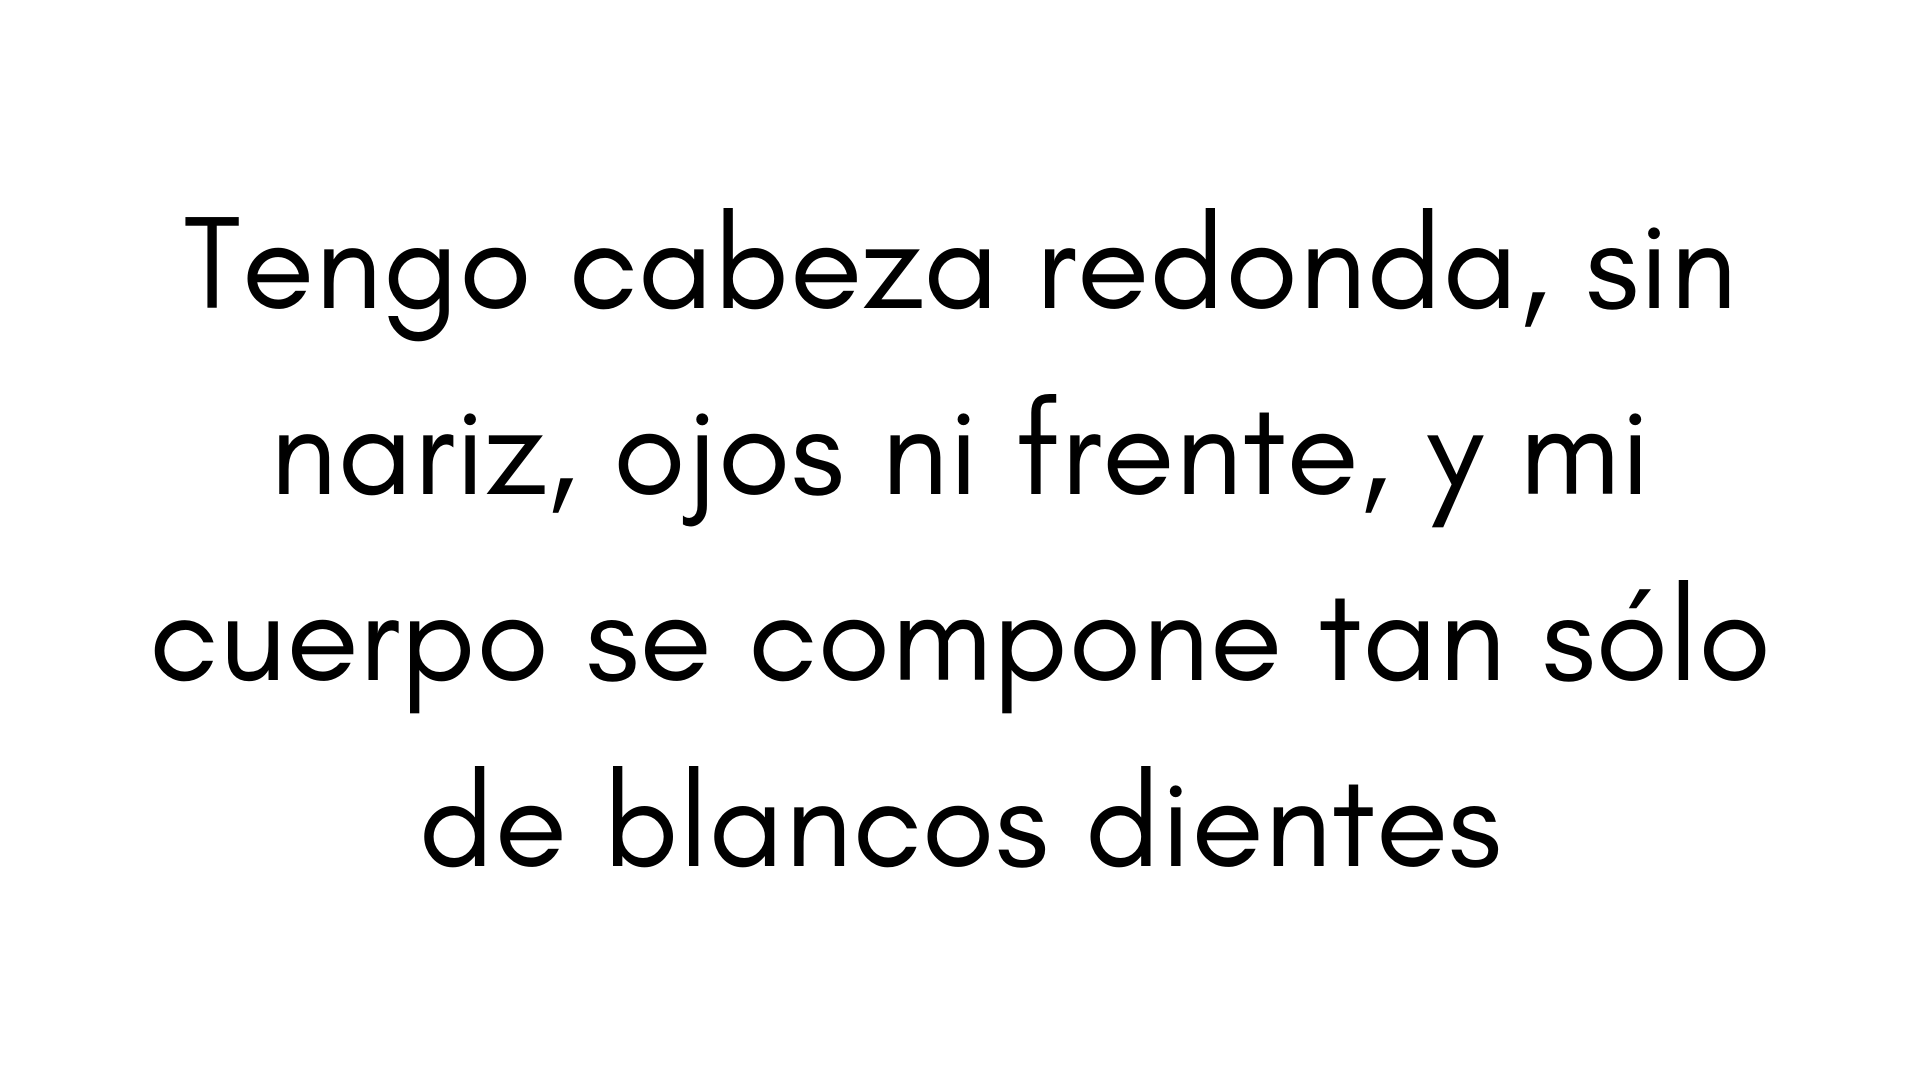 Tengo cabeza redonda, sin
nariz, ojos ni frente, y mi
cuerpo se compone tan sólo
de blancos dientes